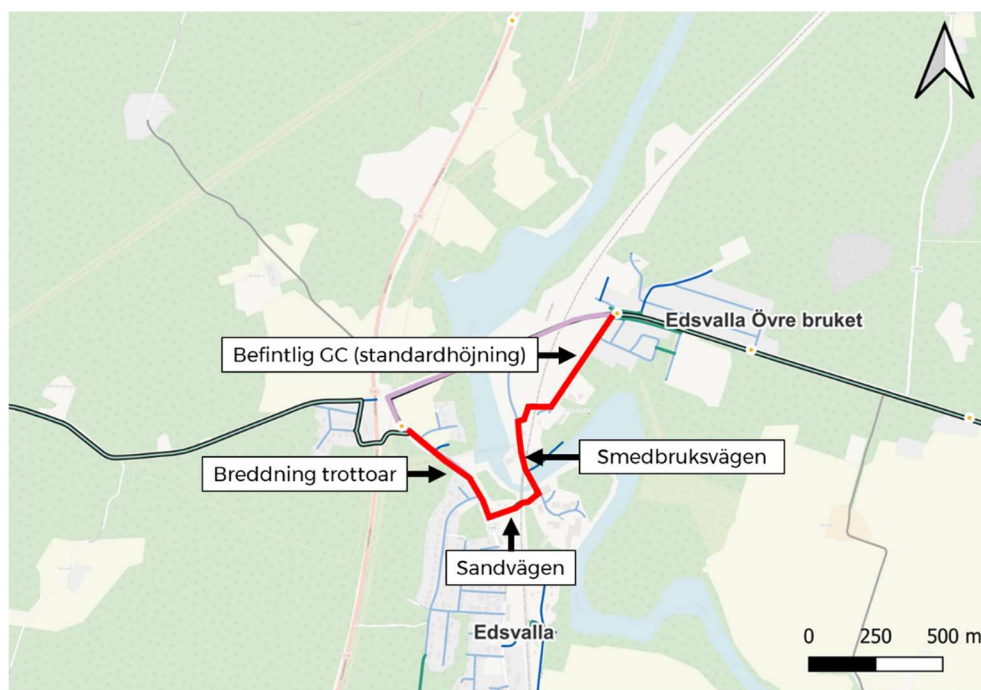 Edsvalla Övre bruket
Befintlig GC (standardhöjning)
Smedbruksvägen
Breddning trottoar
Sandvägen
Edsvalla
0 250 500 m